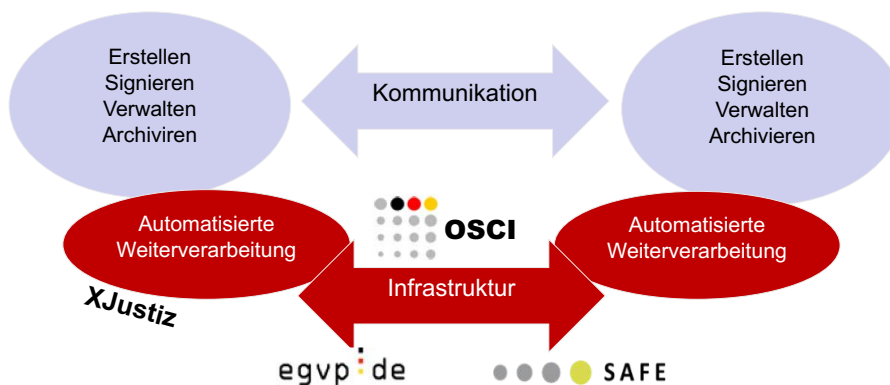 Erstellen
Signieren
Verwalten
Archiviren
Kommunikation
Erstellen
Signieren
Verwalten
Archivieren
Automatisierte
Weiterverarbeitung
OSCI
Automatisierte
Weiterverarbeitung
Infrastruktur
XJustiz
egvp de
SAFE